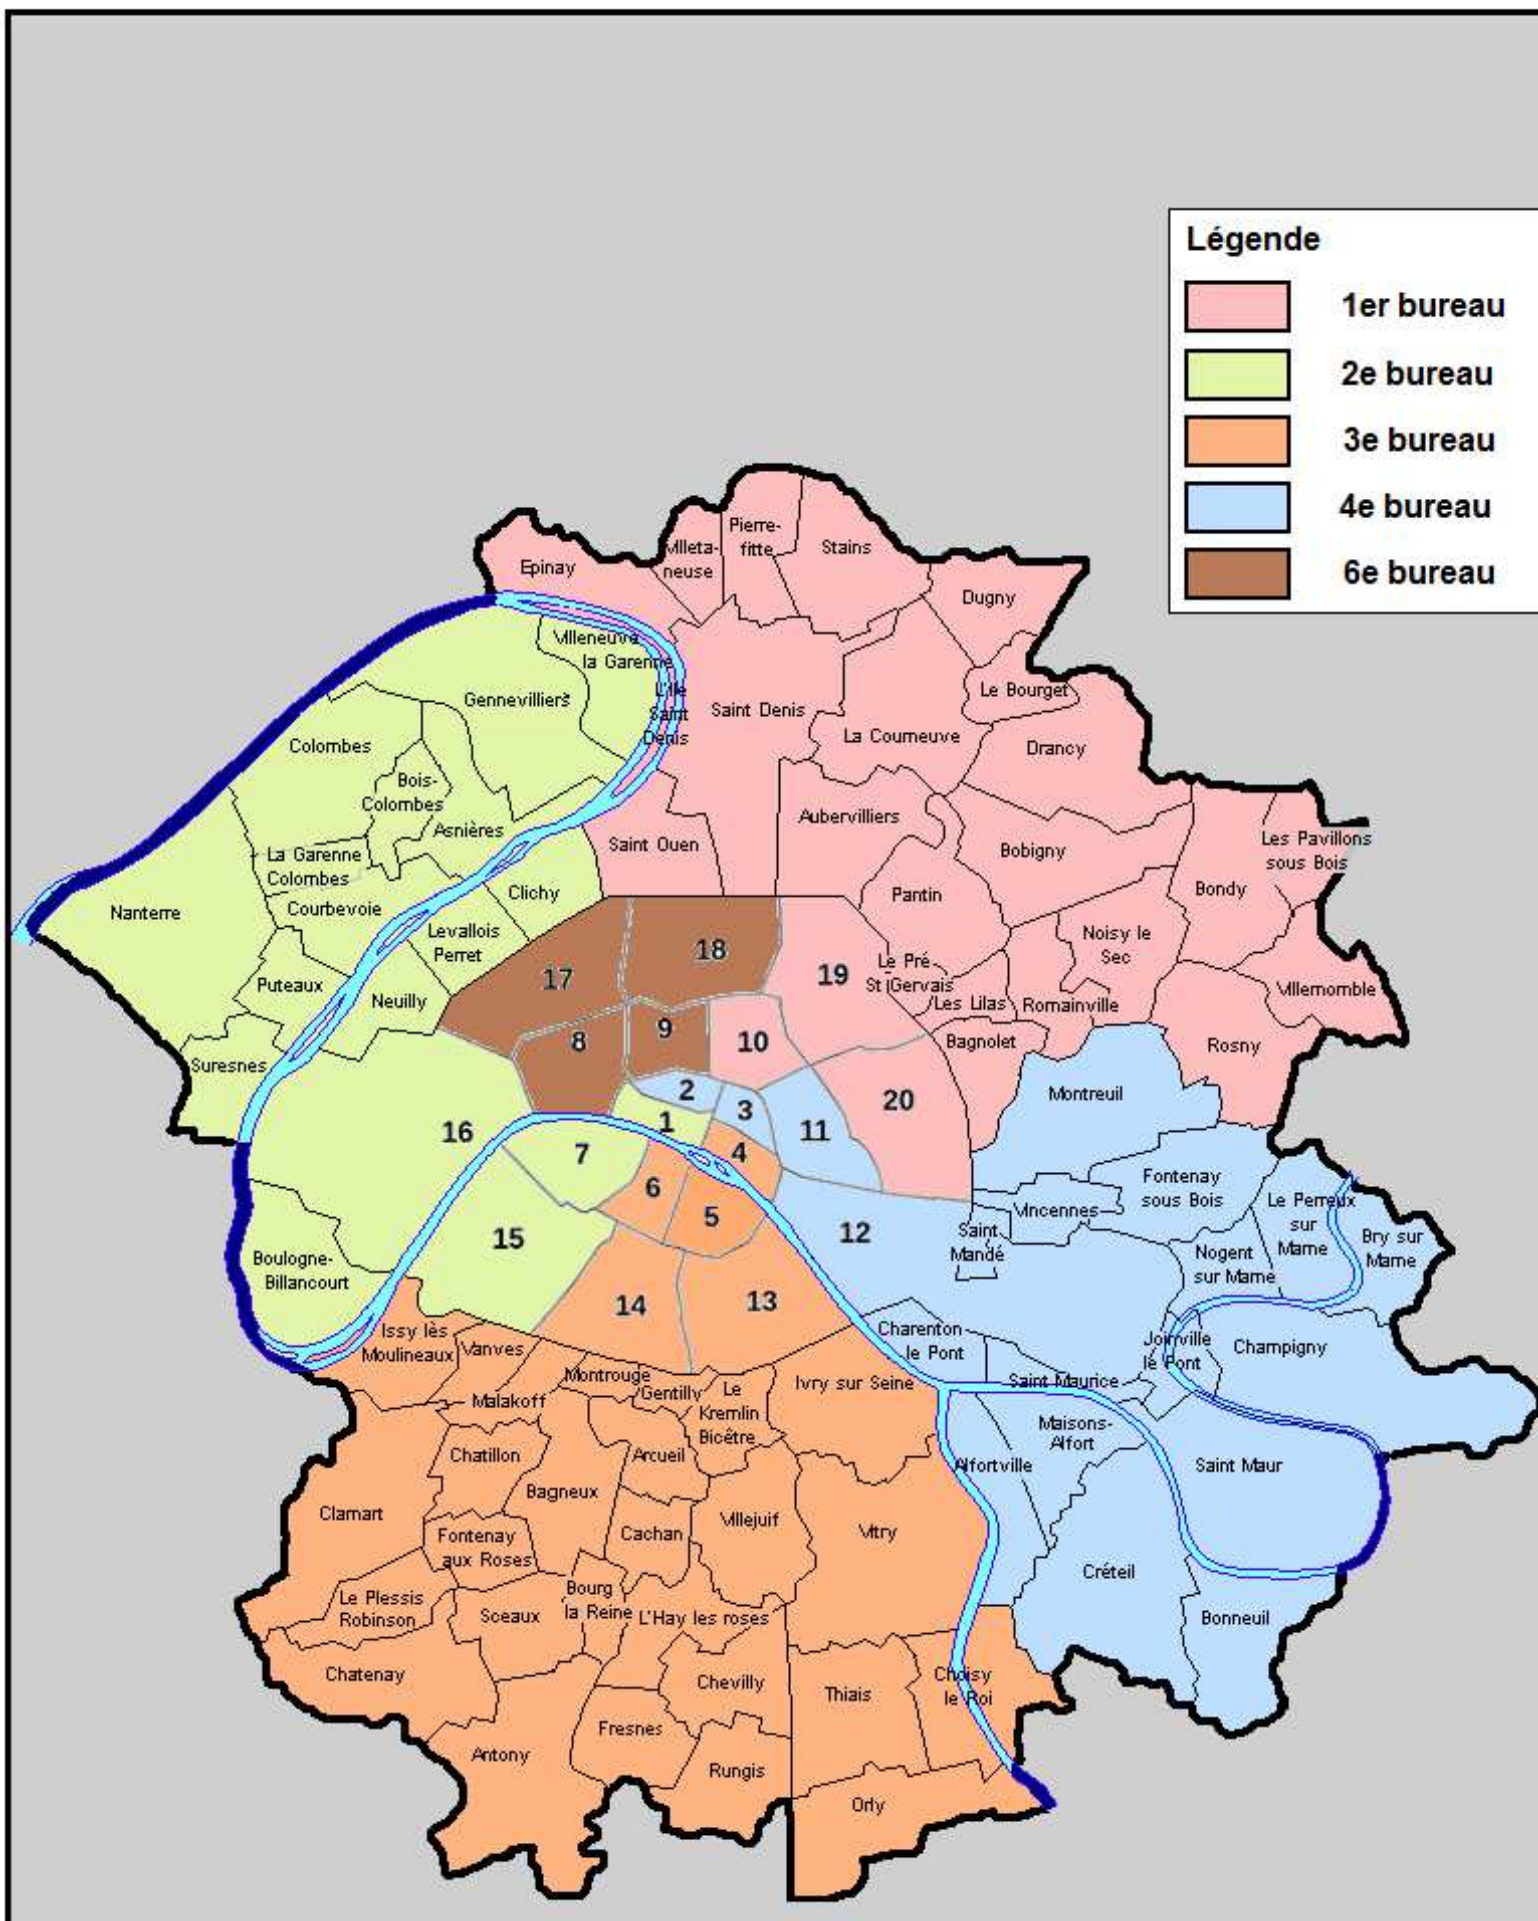 Légende
1er bureau
2e bureau
3e bureau
4e bureau
6e bureau
Epinay
Villeta-
neuse
Pierre-
fitte
Stains
Dugny
Villeneuve
la Garenne
Gennevilliers
L'Ile
Saint
Denis
Saint Denis
La Courneuve
Le Bourget
Drancy
Colombes
Bois-
Colombes
Asnières
La Garenne
Colombes
Courbevoie
Nanterre
Clichy
Levallois
Perret
Puteaux
Neuilly
Suresnes
Saint Ouen
Aubervilliers
Bobigny
Pantin
Les Pavillons
sous Bois
Bondy
Noisy le
Sec
Le Pré
St Gervais
Les Lilas
Romainville
Villemomble
Bagnolet
Rosny
Montreuil
17
18
19
8
9
10
2
3
11
20
16
1
7
4
6
5
15
12
14
13
Fontenay
sous Bois
Vincennes
Saint
Mandé
Le Perreux
sur
Marne
Bry sur
Marne
Nogent
sur Marne
Boulogne-
Billancourt
Issy lès
Moulineaux
Vanves
Malakoff
Montrouge
Gentilly
Le
Kremlin
Bicêtre
Ivry sur Seine
Charenton
le Pont
Saint Maurice
Joinville
le Pont
Champigny
Maisons-
Alfort
Alfortville
Saint Maur
Chatillon
Arcueil
Bagneux
Clamart
Fontenay
aux Roses
Cachan
Villejuif
Vitry
Créteil
Bonneuil
Le Plessis
Robinson
Sceaux
Bourg
la Reine
L'Hay les roses
Chatenay
Chevilly
Thiais
Choisy
le Roi
Antony
Fresnes
Rungis
Orly